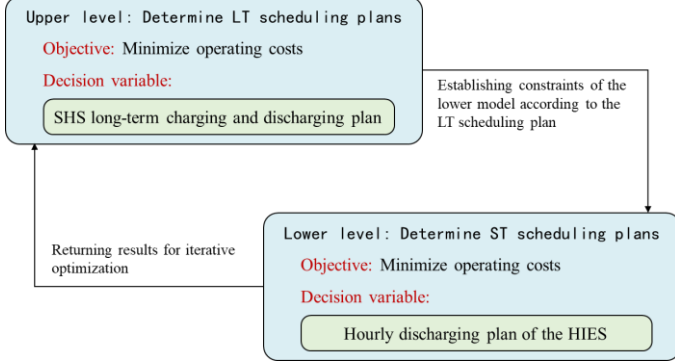 Upper level: Determine LT scheduling plans
Objective: Minimize operating costs
Decision variable:
SHS long-term charging and discharging plan
Establishing constraints of the
lower model according to the
LT scheduling plan
Returning results for iterative
optimization
Lower level: Determine ST scheduling plans
Objective: Minimize operating costs
Decision variable:
Hourly discharging plan of the HIES